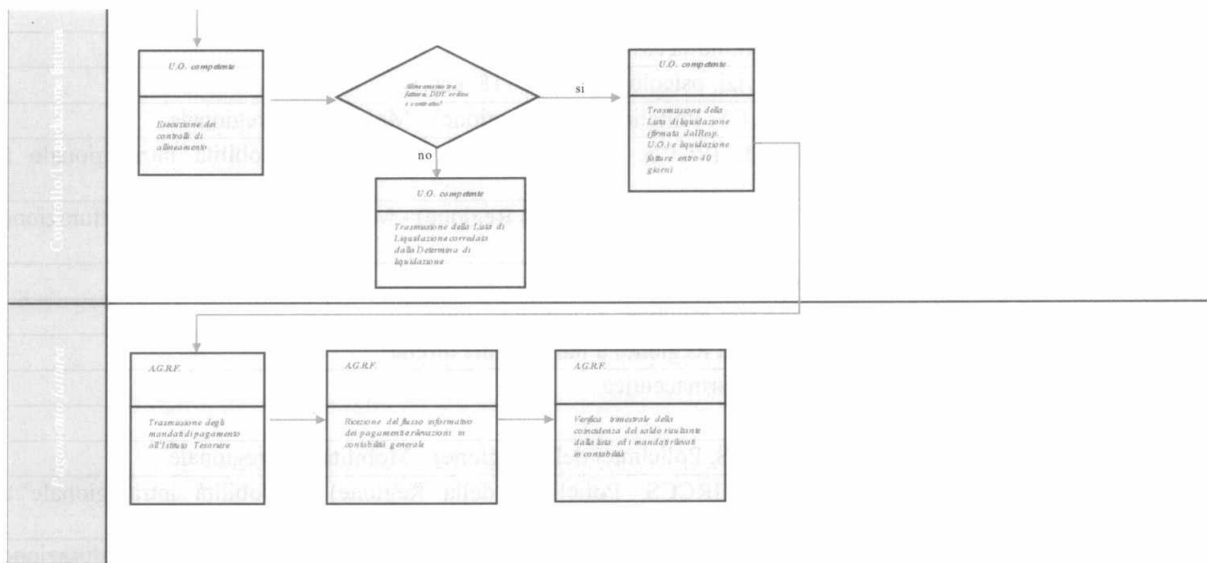 Controllo/Liquidazione fattura
U.O. competente
Esecuzione dei
controlli di
allineamento
Allineamento tra
fattura, DDT, ordine
e contratto?
si
no
U.O. competente
Trasmissione della Lista di
Liquidazione corredata
dalla Determina di
liquidazione
U.O. competente
Trasmissione della
Lista di liquidazione
(firmata dal Resp.
U.O.) e liquidazione
fatture entro 40
giorni
Pagamento fattura
A.G.R.F.
Trasmissione degli
mandati di pagamento
all'Istituto Tesoriere
A.G.R.F.
Ricezione del flusso informativo
dei pagamenti e rilevazioni in
contabilità generale
A.G.R.F.
Verifica trimestrale della
coincidenza del saldo risultante
dalla lista ed i mandati rilevati
in contabilità